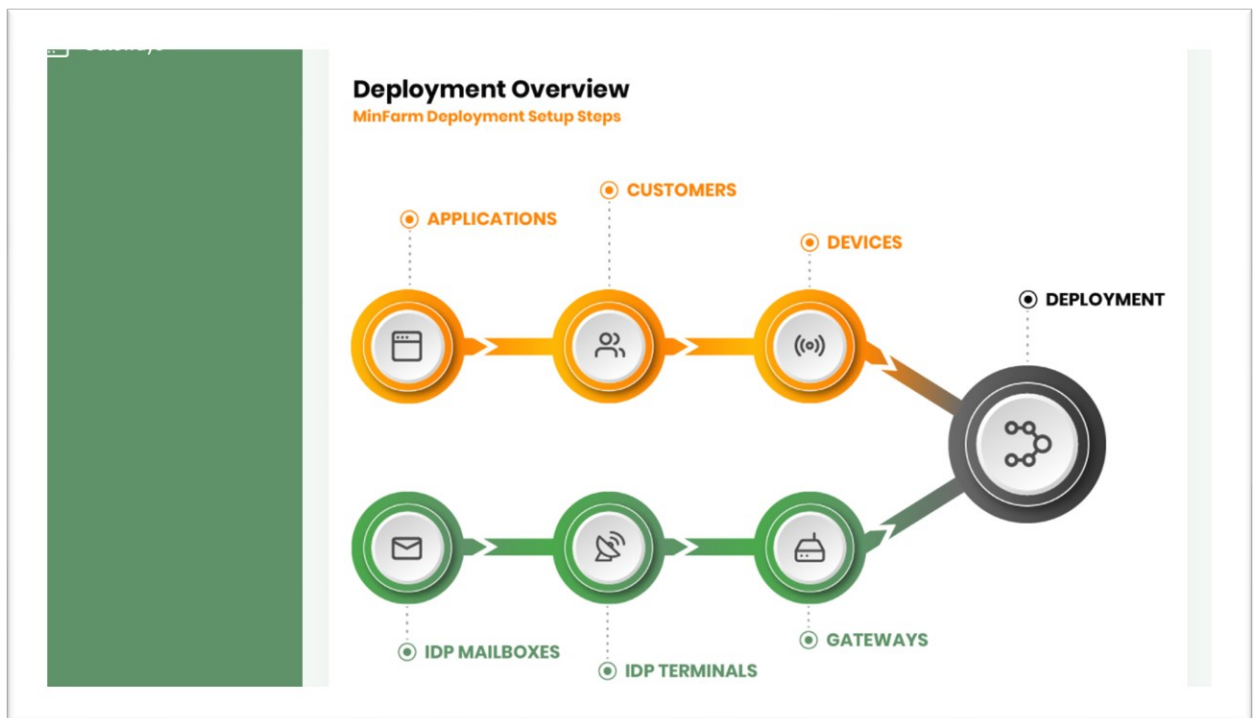 Deployment Overview
MinFarm Deployment Setup Steps
CUSTOMERS
APPLICATIONS
DEVICES
DEPLOYMENT
GATEWAYS
IDP MAILBOXES
IDP TERMINALS